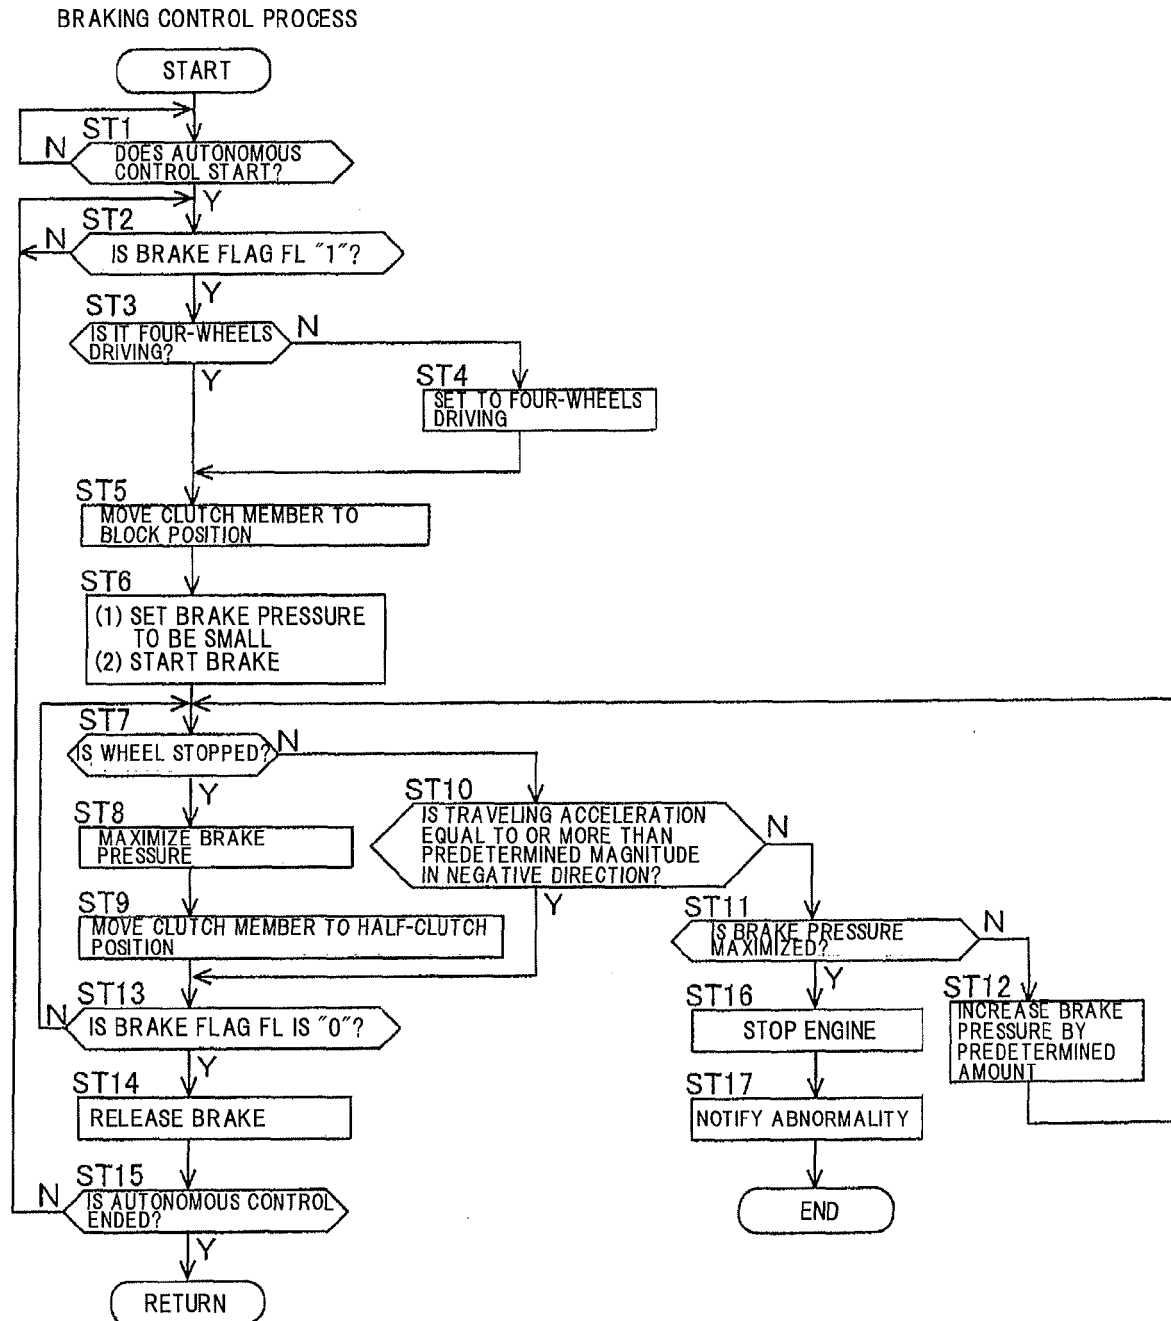 BRAKING CONTROL PROCESS
START
ST1
N
DOES AUTONOMOUS
CONTROL START?
Y
ST2
N
IS BRAKE FLAG FL "1"?
Y
ST3
IS IT FOUR-WHEELS
DRIVING?
N
Y
ST4
SET TO FOUR-WHEELS
DRIVING
ST5
MOVE CLUTCH MEMBER TO
BLOCK POSITION
ST6
(1) SET BRAKE PRESSURE
TO BE SMALL
(2) START BRAKE
ST7
IS WHEEL STOPPED?
N
Y
ST8
MAXIMIZE BRAKE
PRESSURE
ST9
MOVE CLUTCH MEMBER TO HALF-CLUTCH
POSITION
ST10
IS TRAVELING ACCELERATION
EQUAL TO OR MORE THAN
PREDETERMINED MAGNITUDE
IN NEGATIVE DIRECTION?
N
Y
ST11
IS BRAKE PRESSURE
MAXIMIZED?
N
Y
ST12
INCREASE BRAKE
PRESSURE BY
PREDETERMINED
AMOUNT
ST13
N
IS BRAKE FLAG FL IS "0"?
Y
ST14
RELEASE BRAKE
ST15
N
IS AUTONOMOUS CONTROL
ENDED?
Y
RETURN
ST16
STOP ENGINE
ST17
NOTIFY ABNORMALITY
END